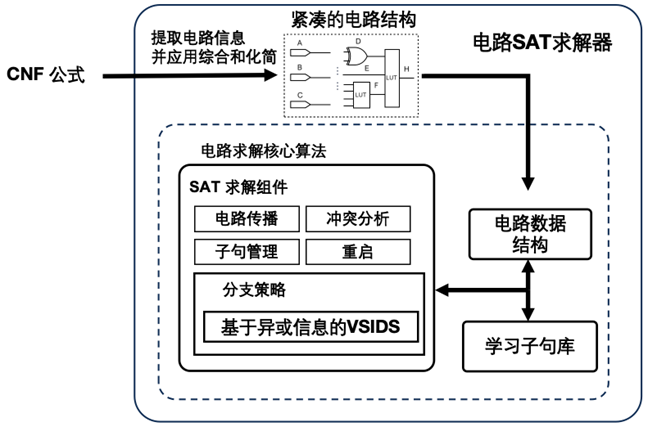 紧凑的电路结构
电路SAT求解器
提取电路信息
并应用综合和化简
CNF 公式
A
D
B
E
LUT
H
C
F
LUT
电路求解核心算法
SAT 求解组件
电路传播
冲突分析
子句管理
重启
分支策略
基于异或信息的VSIDS
电路数据
结构
学习子句库